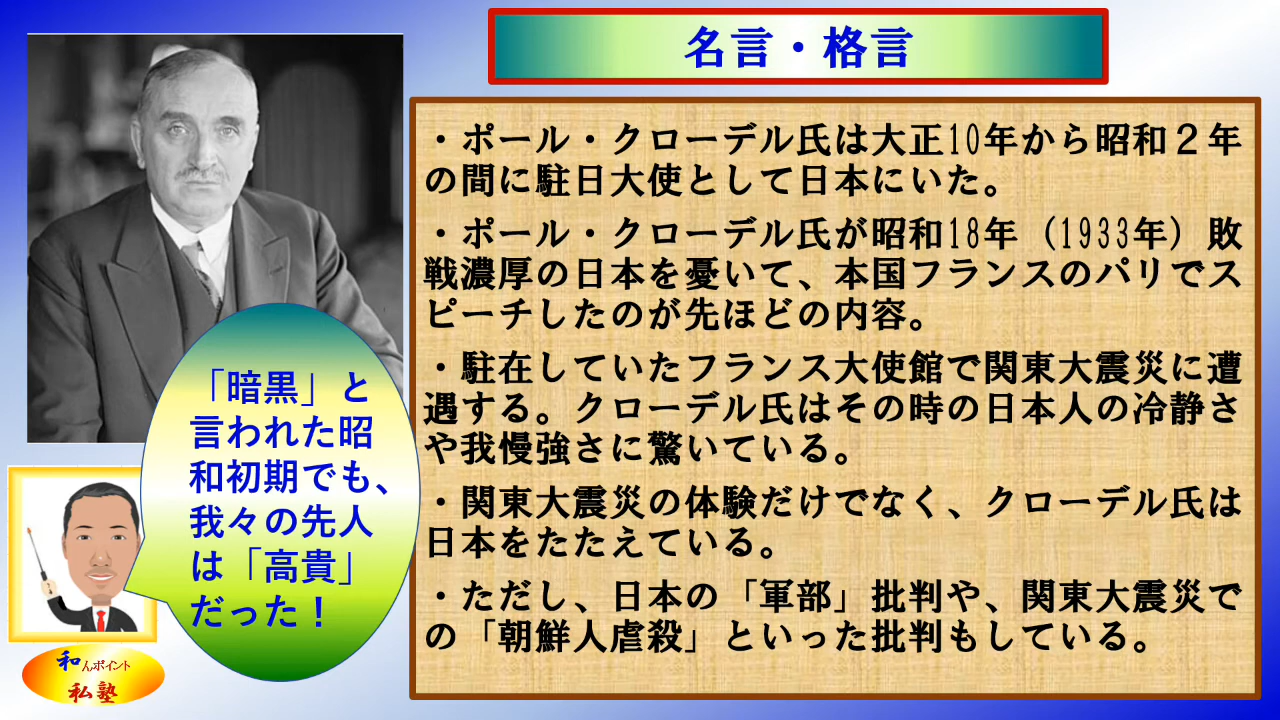 名言・格言
・ポール・クローデル氏は大正10年から昭和２年
の間に駐日大使として日本にいた。
・ポール・クローデル氏が昭和18年（1933年）敗
戦濃厚の日本を憂いて、本国フランスのパリでス
ピーチしたのが先ほどの内容。
・駐在していたフランス大使館で関東大震災に遭
遇する。クローデル氏はその時の日本人の冷静さ
や我慢強さに驚いている。
・関東大震災の体験だけでなく、クローデル氏は
日本をたたえている。
・ただし、日本の「軍部」批判や、関東大震災で
の「朝鮮人虐殺」といった批判もしている。
「暗黒」と
言われた昭
和初期でも、
我々の先人
は「高貴」
だった！
和んポイント
私塾